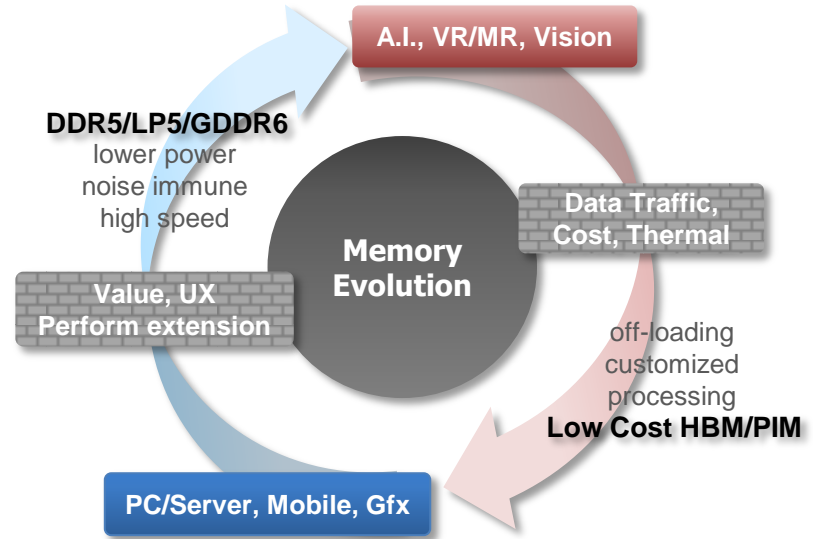 A.I., VR/MR, Vision
DDR5/LP5/GDDR6
lower power
noise immune
high speed
Data Traffic,
Cost, Thermal
Memory
Evolution
Value, UX
Perform extension
off-loading
customized
processing
Low Cost HBM/PIM
PC/Server, Mobile, Gfx